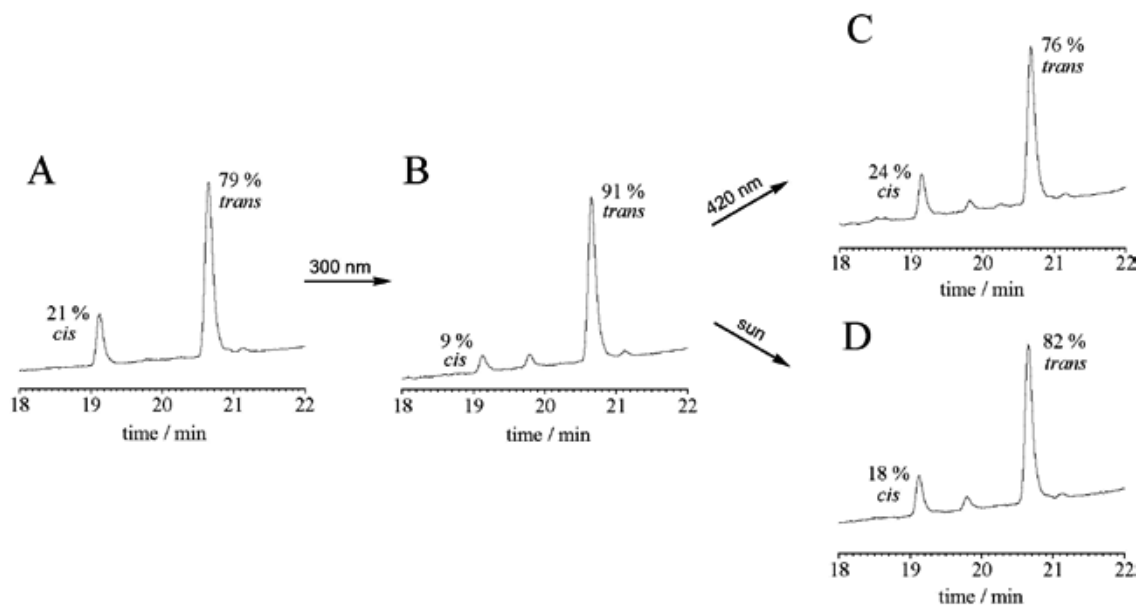 A
79 %
trans
21 %
cis
18 19 20 21 22
time / min
300 nm
B
91 %
trans
9 %
cis
18 19 20 21 22
time / min
420 nm
sun
C
76 %
trans
24 %
cis
18 19 20 21 22
time / min
D
82 %
trans
18 %
cis
18 19 20 21 22
time / min